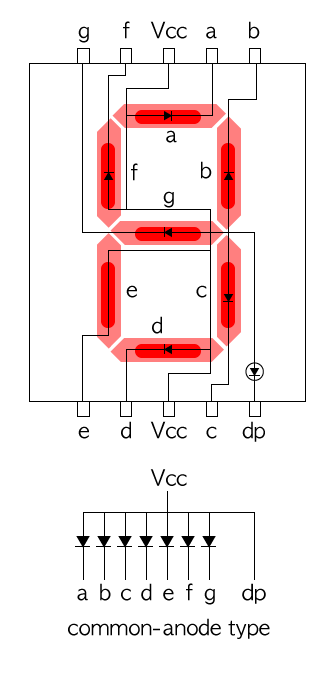 g f Vcc a b
a
f b
g
e c
d
e d Vcc c dp
Vcc
a b c d e f g dp
common-anode type